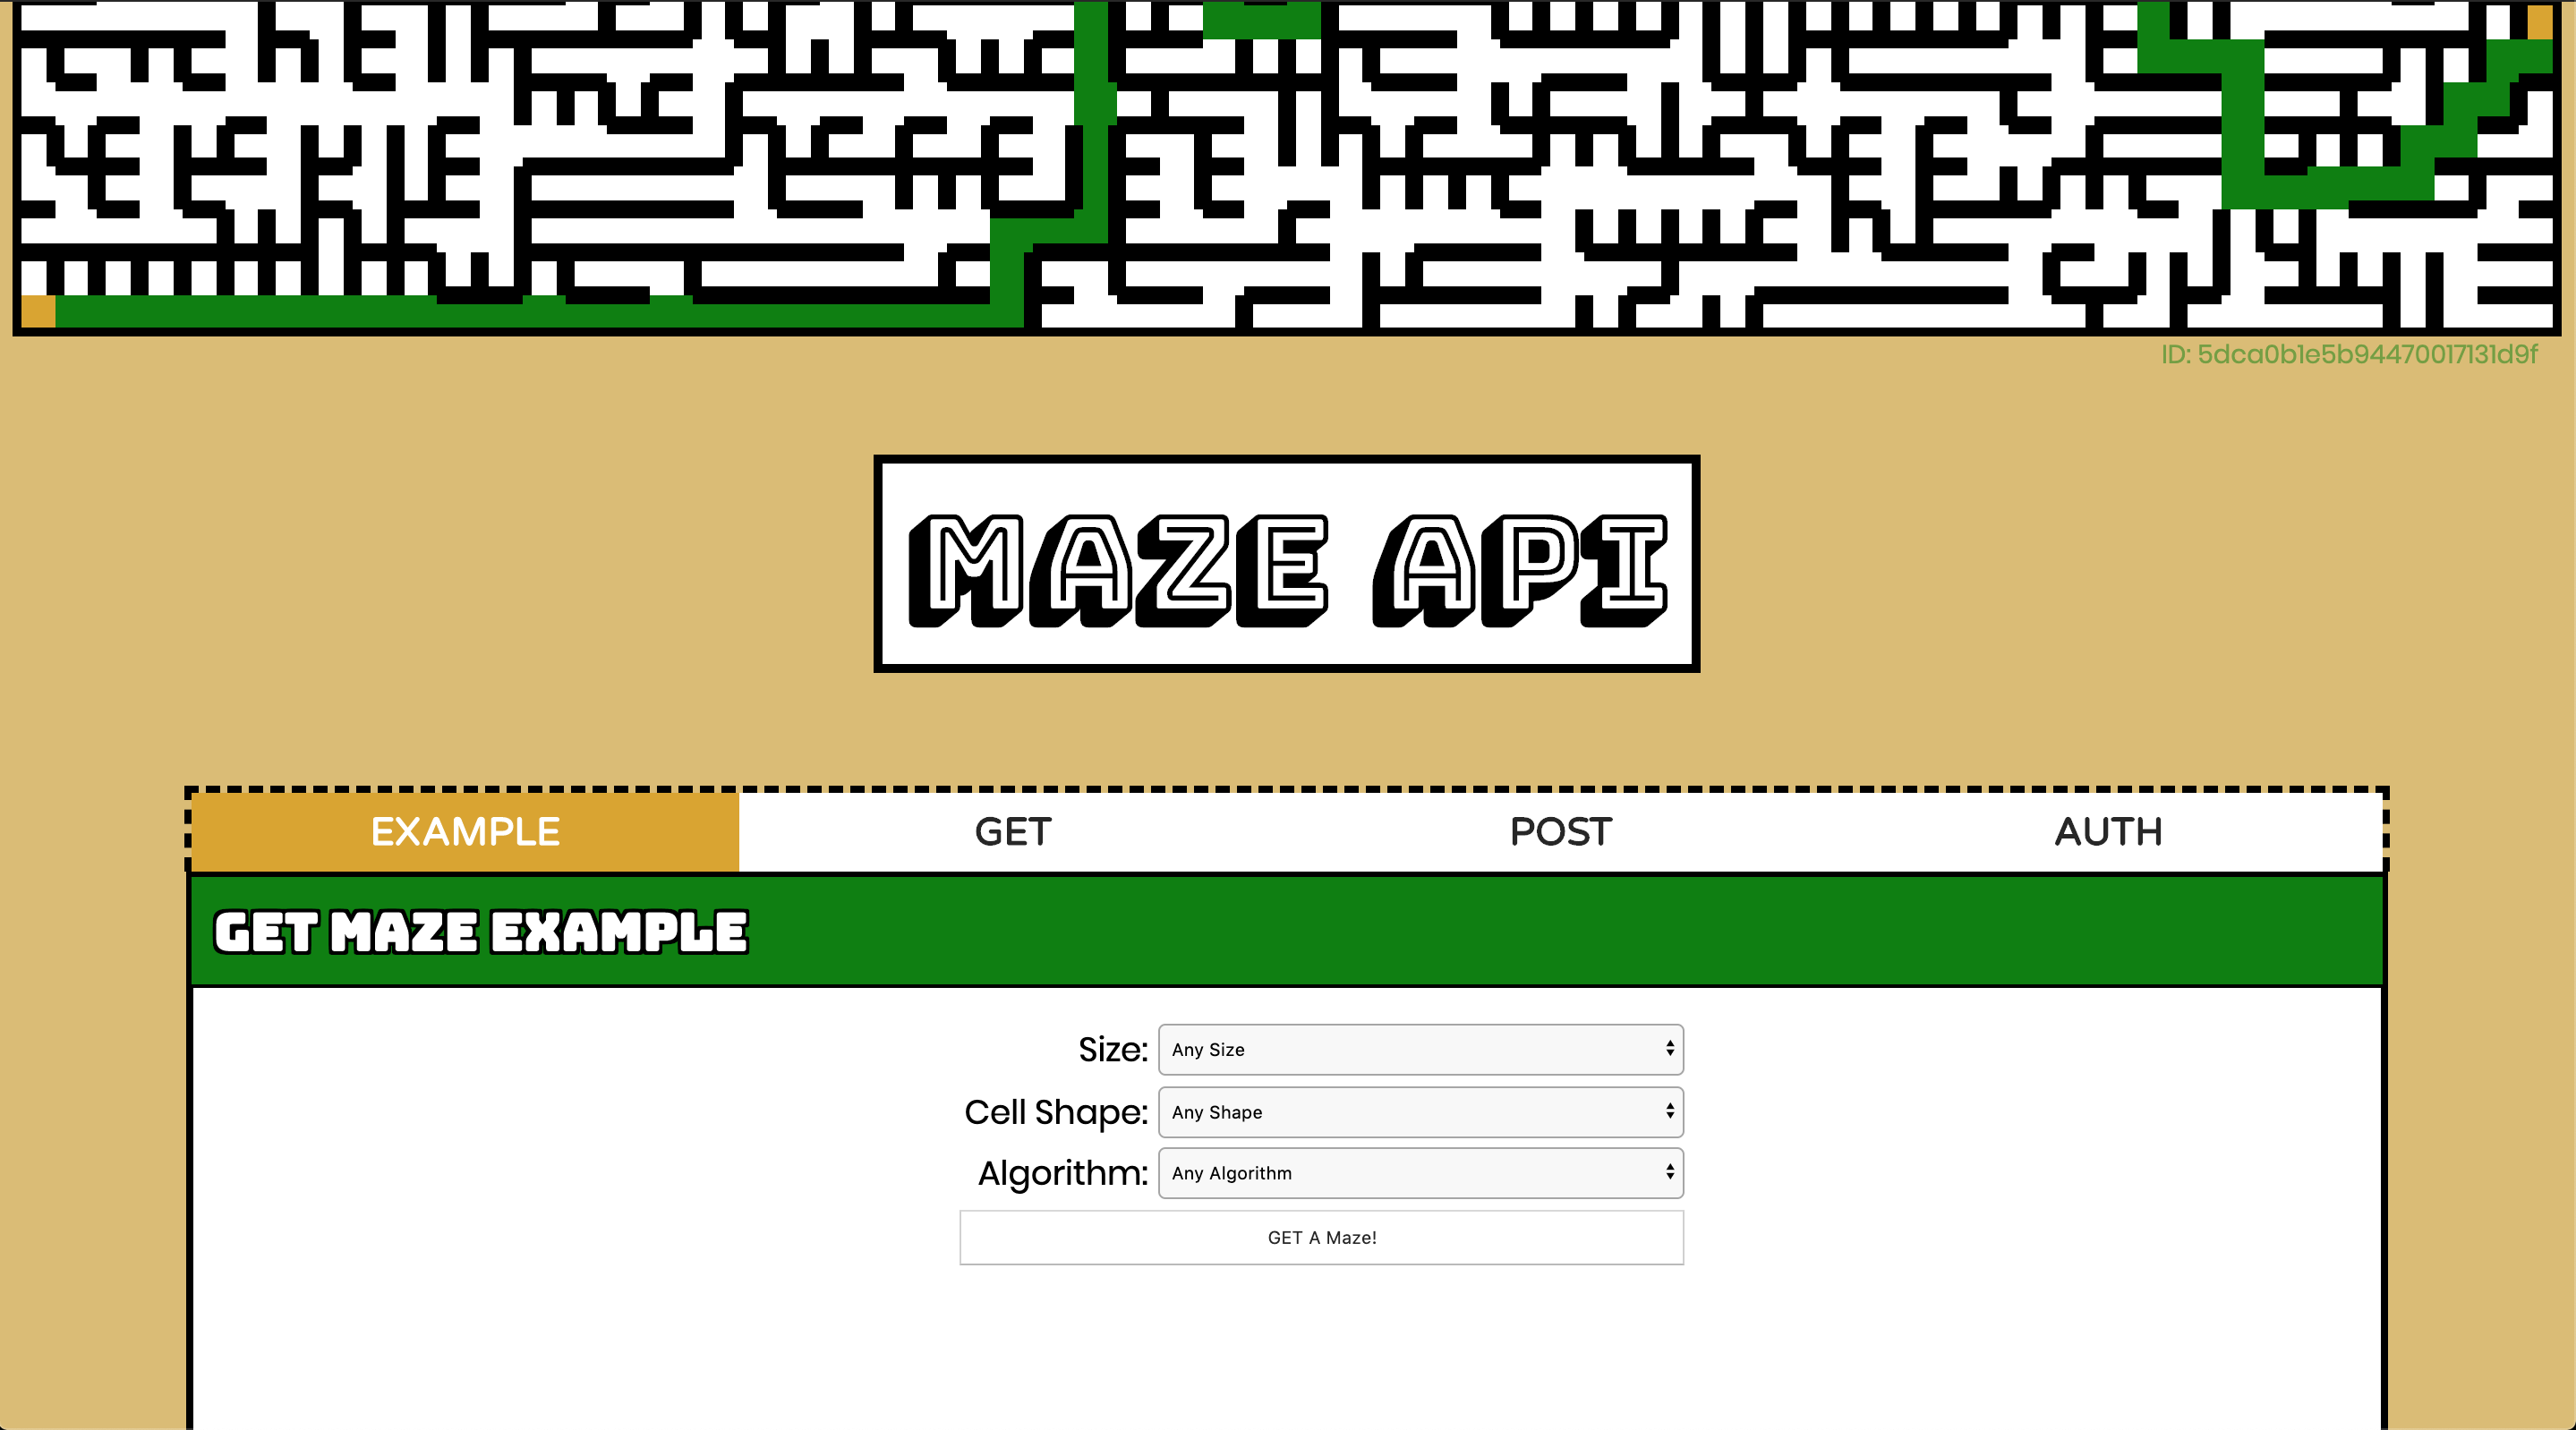 ID: 5dca0b1e5b94470017131d9f
MAZE API
EXAMPLE GET POST AUTH
GET MAZE EXAMPLE
Size: Any Size
Cell Shape: Any Shape
Algorithm: Any Algorithm
GET A Maze!